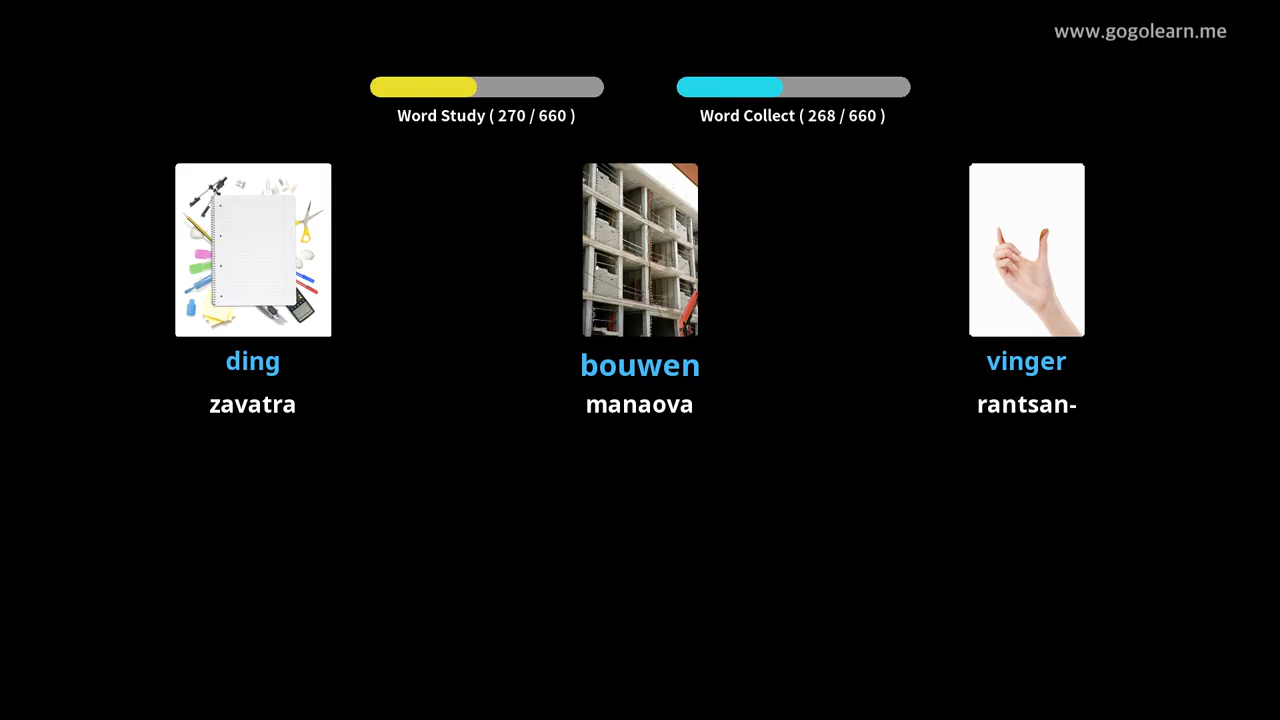 www.gogolearn.me
Word Study ( 270 / 660 )
Word Collect ( 268 / 660 )
ding
bouwen
vinger
zavatra
manaova
rantsan-